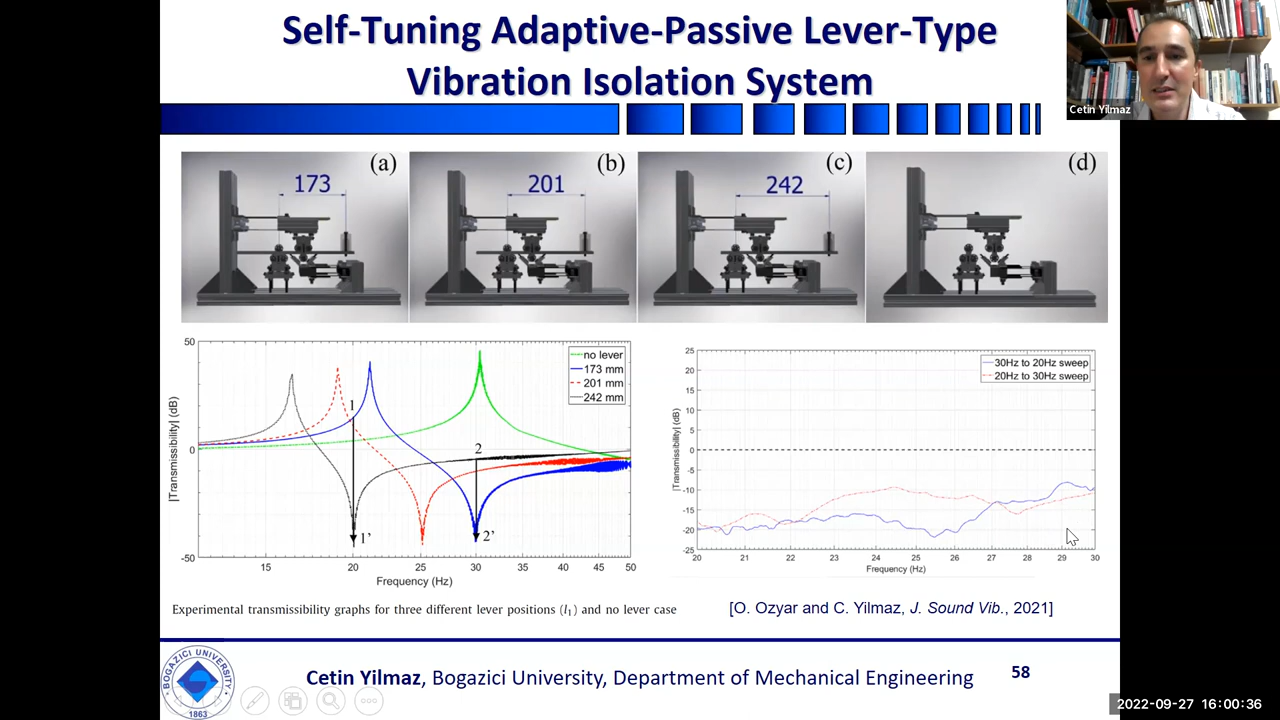 Self-Tuning Adaptive-Passive Lever-Type
Vibration Isolation System
Cetin Yilmaz
(a)
173
(b)
201
(c)
242
(d)
50
0
-50
|Transmissibility| (dB)
15
20
25
30
35
40
45
50
Frequency (Hz)
no lever
173 mm
201 mm
242 mm
1
1’
2
2’
25
20
15
10
5
0
-5
-10
-15
-20
-25
|Transmissibility| (dB)
20
21
22
23
24
25
26
27
28
29
30
Frequency (Hz)
30Hz to 20Hz sweep
20Hz to 30Hz sweep
Experimental transmissibility graphs for three different lever positions (l₁) and no lever case
[O. Ozyar and C. Yilmaz, J. Sound Vib., 2021]
BOGAZICI UNIVERSITY
1863
Cetin Yilmaz, Bogazici University, Department of Mechanical Engineering
58
2022-09-27 16:00:36